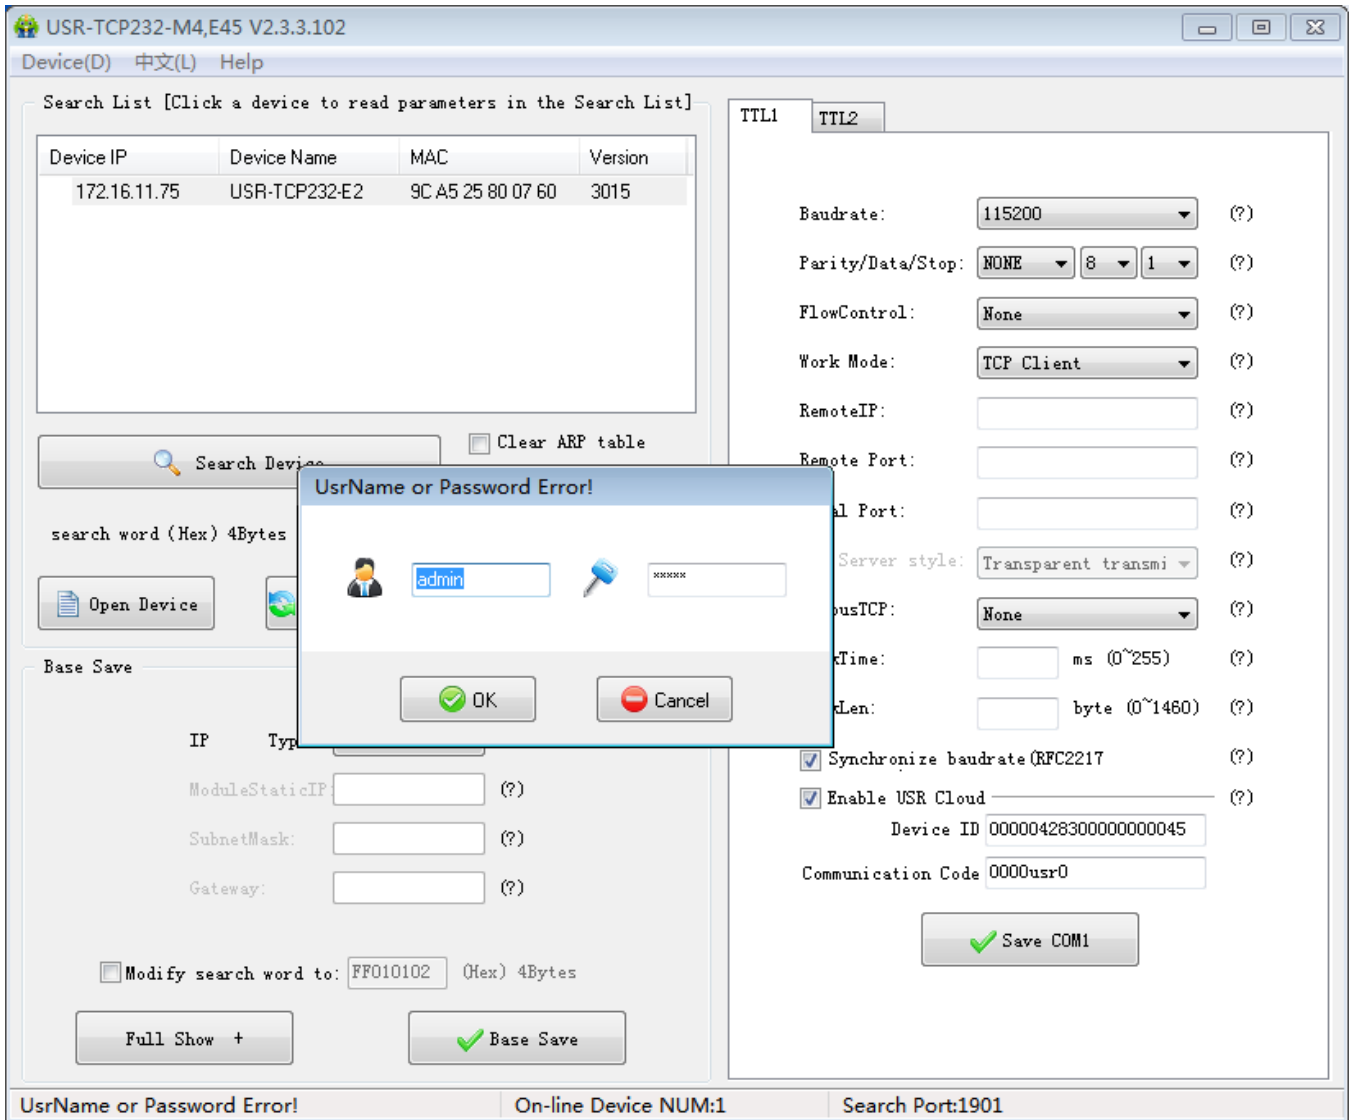 USR-TCP232-M4,E45 V2.3.3.102
Device(D) 中文(L) Help
Search List [Click a device to read parameters in the Search List]
Device IP Device Name MAC Version
172.16.11.75 USR-TCP232-E2 9C A5 25 80 07 60 3015
Search Device
Clear ARP table
search word (Hex) 4Bytes
Open Device
UsrName or Password Error!
admin *****
OK Cancel
Base Save
IP Typ
ModuleStaticIP: (?)
SubnetMask: (?)
Gateway: (?)
Modify search word to: FF010102 (Hex) 4Bytes
Full Show + Base Save
TTL1 TTL2
Baudrate: 115200 (?)
Parity/Data/Stop: NONE 8 1 (?)
FlowControl: None (?)
Work Mode: TCP Client (?)
RemoteIP: (?)
Remote Port: (?)
al Port: (?)
Server style: Transparent transmi (?)
busTCP: None (?)
kTime: ms (0~255) (?)
kLen: byte (0~1460) (?)
Synchronize baudrate(RFC2217 (?)
Enable USR Cloud (?)
Device ID 00000428300000000045
Communication Code 0000usr0
Save COM1
UsrName or Password Error! On-line Device NUM:1 Search Port:1901